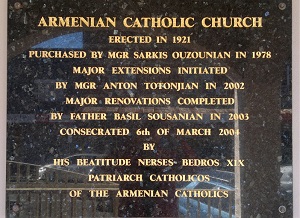 ARMENIAN CATHOLIC CHURCH
ERECTED IN 1921
PURCHASED BY MGR SARKIS OUZOUNIAN IN 1978
MAJOR EXTENSIONS INITIATED
BY MGR ANTON TOTONJIAN IN 2002
MAJOR RENOVATIONS COMPLETED
BY FATHER BASIL SOUSANIAN IN 2003
CONSECRATED 6th OF MARCH 2004
BY
HIS BEATITUDE NERSES-BEDROS XIX
PATRIARCH CATHOLICOS
OF THE ARMENIAN CATHOLICS